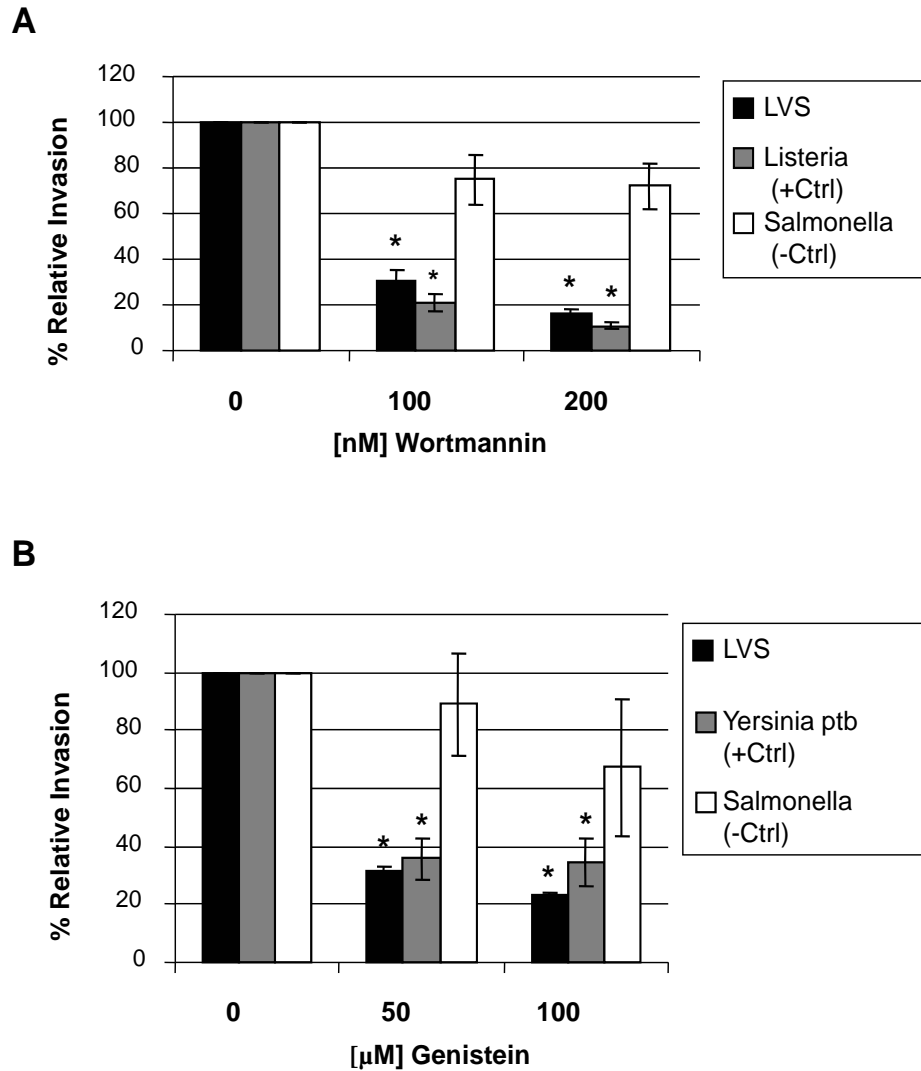 A
120
100
80
60
40
20
0
% Relative Invasion
* * * *
0 100 200
[nM] Wortmannin
LVS
Listeria
(+Ctrl)
Salmonella
(-Ctrl)
B
120
100
80
60
40
20
0
% Relative Invasion
* * * *
0 50 100
[μM] Genistein
LVS
Yersinia ptb
(+Ctrl)
Salmonella
(-Ctrl)